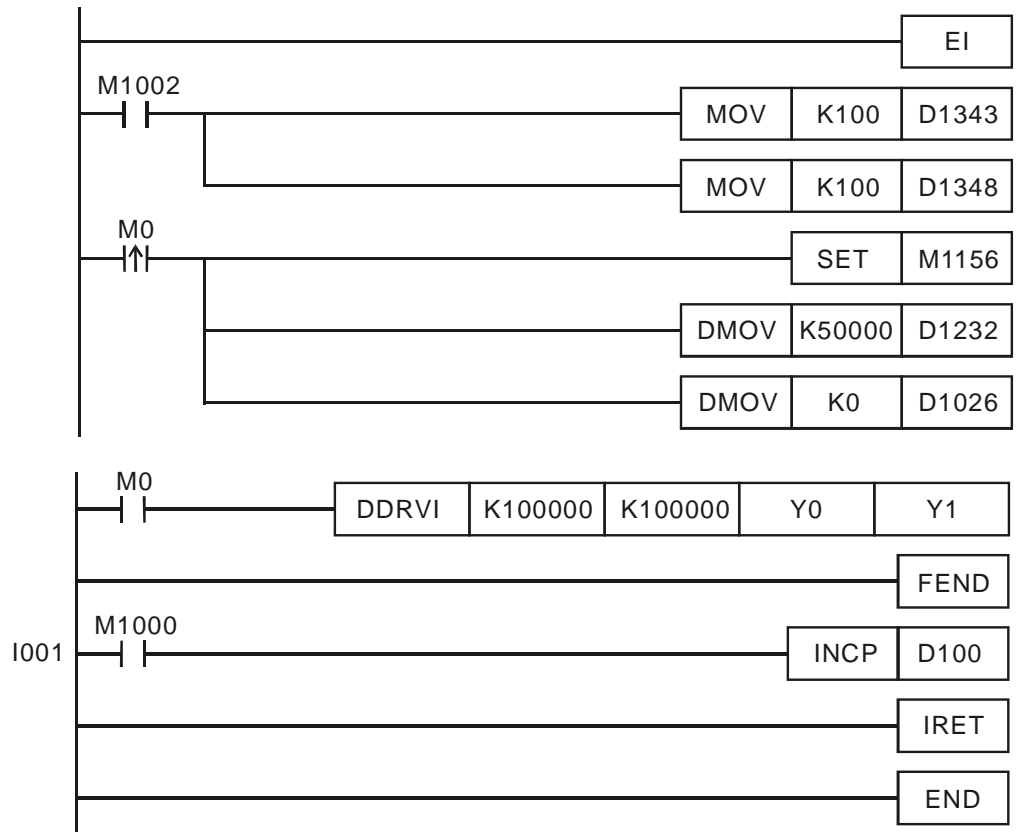 EI
M1002
MOV K100 D1343
MOV K100 D1348
M0
SET M1156
DMOV K50000 D1232
DMOV K0 D1026
M0
DDRVI K100000 K100000 Y0 Y1
FEND
M1000
I001 INCP D100
IRET
END